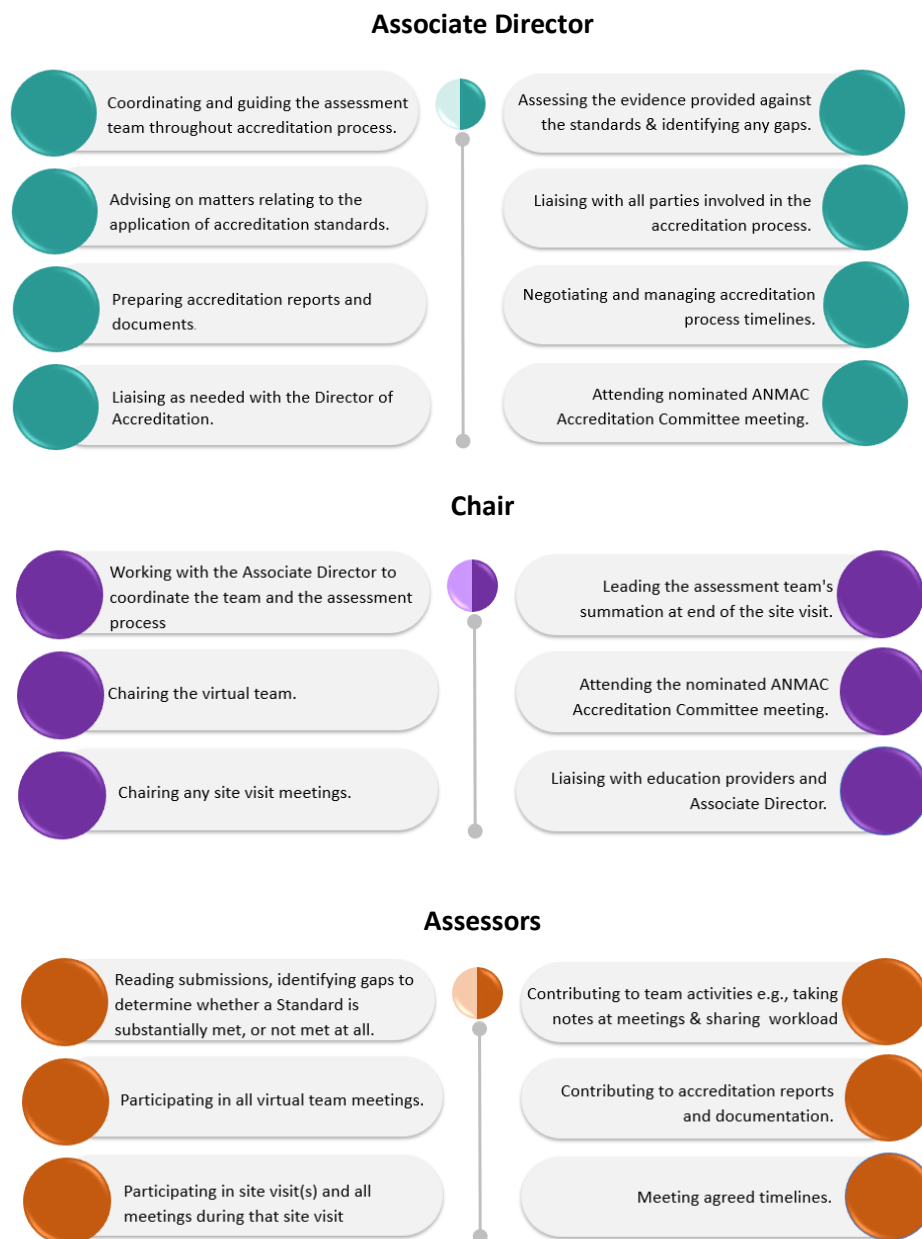 Associate Director
Coordinating and guiding the assessment
team throughout accreditation process.
Assessing the evidence provided against
the standards & identifying any gaps.
Advising on matters relating to the
application of accreditation standards.
Liaising with all parties involved in the
accreditation process.
Preparing accreditation reports and
documents.
Negotiating and managing accreditation
process timelines.
Liaising as needed with the Director of
Accreditation.
Attending nominated ANMAC
Accreditation Committee meeting.
Chair
Working with the Associate Director to
coordinate the team and the assessment
process
Leading the assessment team's
summation at end of the site visit.
Chairing the virtual team.
Attending the nominated ANMAC
Accreditation Committee meeting.
Chairing any site visit meetings.
Liaising with education providers and
Associate Director.
Assessors
Reading submissions, identifying gaps to
determine whether a Standard is
substantially met, or not met at all.
Contributing to team activities e.g., taking
notes at meetings & sharing workload
Participating in all virtual team meetings.
Contributing to accreditation reports
and documentation.
Participating in site visit(s) and all
meetings during that site visit
Meeting agreed timelines.